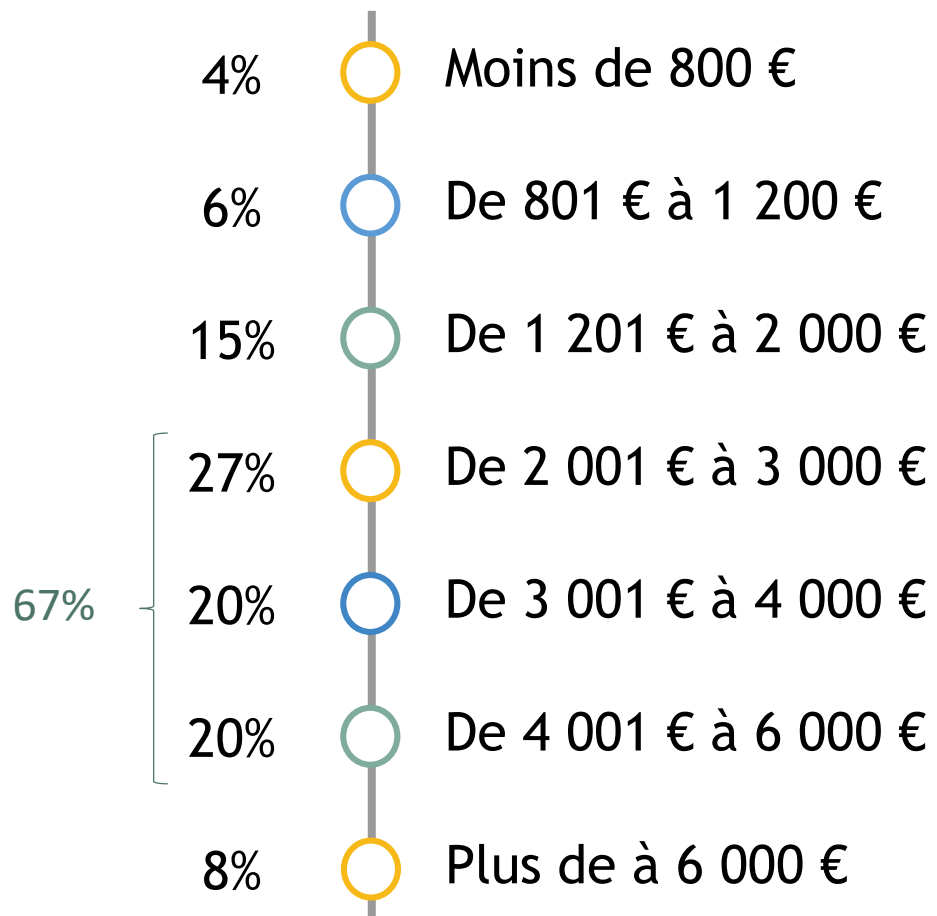 4% Moins de 800 €
6% De 801 € à 1 200 €
15% De 1 201 € à 2 000 €
27% De 2 001 € à 3 000 €
67% 20% De 3 001 € à 4 000 €
20% De 4 001 € à 6 000 €
8% Plus de à 6 000 €